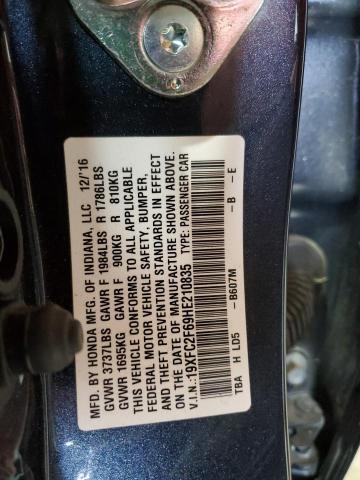 MFD. BY HONDA MFG. OF INDIANA, LLC 12/'16
GVWR 3737LBS GAWR F 1984LBS R 1786LBS
GVWR 1695KG GAWR F 900KG R 810KG
THIS VEHICLE CONFORMS TO ALL APPLICABLE
FEDERAL MOTOR VEHICLE SAFETY, BUMPER,
AND THEFT PREVENTION STANDARDS IN EFFECT
ON THE DATE OF MANUFACTURE SHOWN ABOVE.
V.I.N.:19XFC2F69HE210835 TYPE: PASSENGER CAR
TBA H LD5 - B607M - B - E